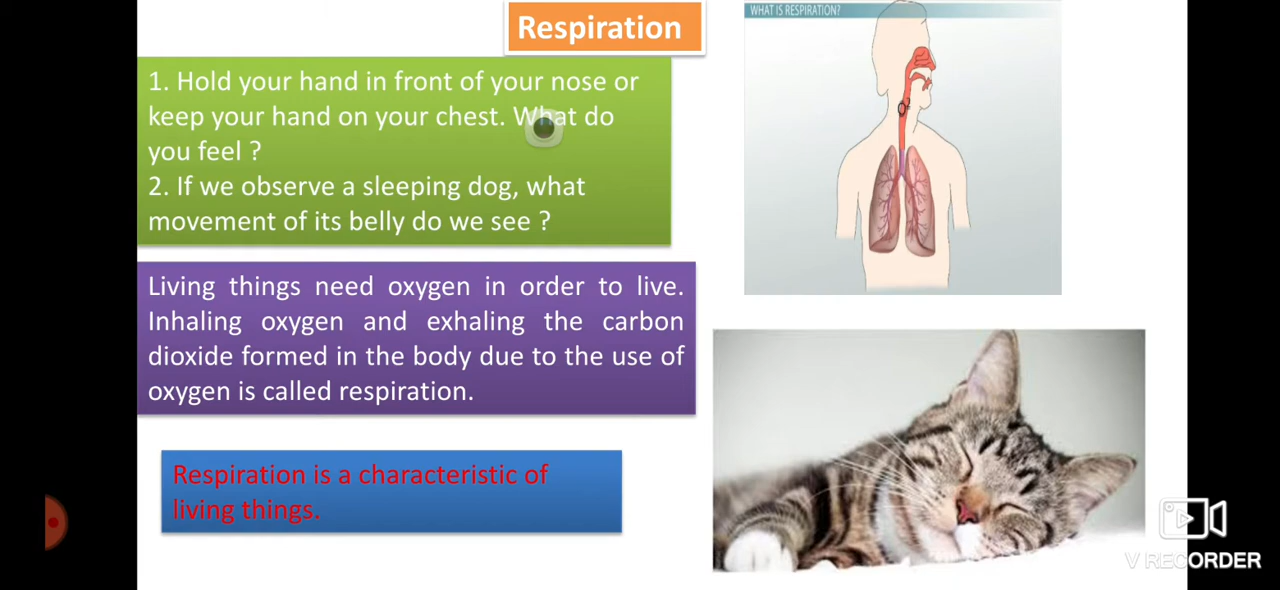 Respiration
WHAT IS RESPIRATION?
1. Hold your hand in front of your nose or
keep your hand on your chest. What do
you feel ?
2. If we observe a sleeping dog, what
movement of its belly do we see ?
Living things need oxygen in order to live.
Inhaling oxygen and exhaling the carbon
dioxide formed in the body due to the use of
oxygen is called respiration.
Respiration is a characteristic of
living things.
V RECORDER